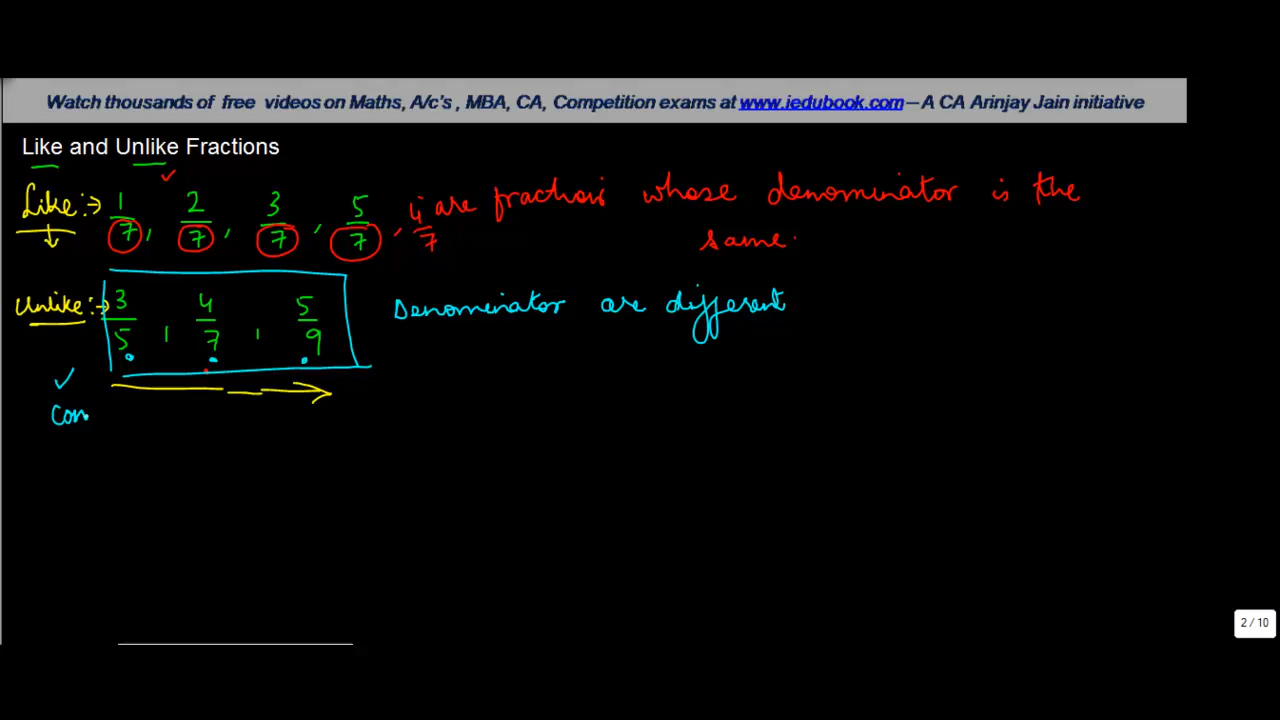 Watch thousands of free videos on Maths, A/c's , MBA, CA, Competition exams at www.iedubook.com – A CA Arinjay Jain initiative
Like and Unlike Fractions
Like :→ 1/7, 2/7, 3/7, 5/7, 4/7 are fractions whose denominator is the
same.
Unlike :→ 3/5, 4/7, 5/9 Denominator are different
Con
2 / 10